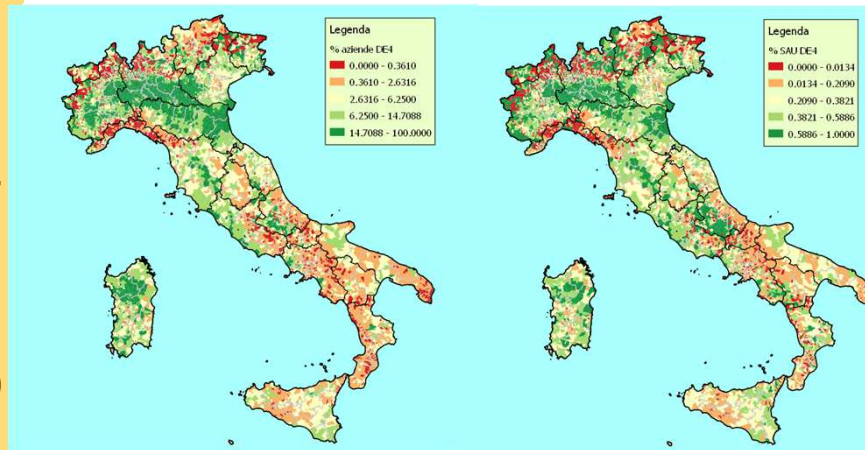 Legenda
% aziende DE4
0.0000 - 0.3610
0.3610 - 2.6316
2.6316 - 6.2500
6.2500 - 14.7088
14.7088 - 100.0000
Legenda
% SAU DE4
0.0000 - 0.0134
0.0134 - 0.2090
0.2090 - 0.3821
0.3821 - 0.5886
0.5886 - 1.0000